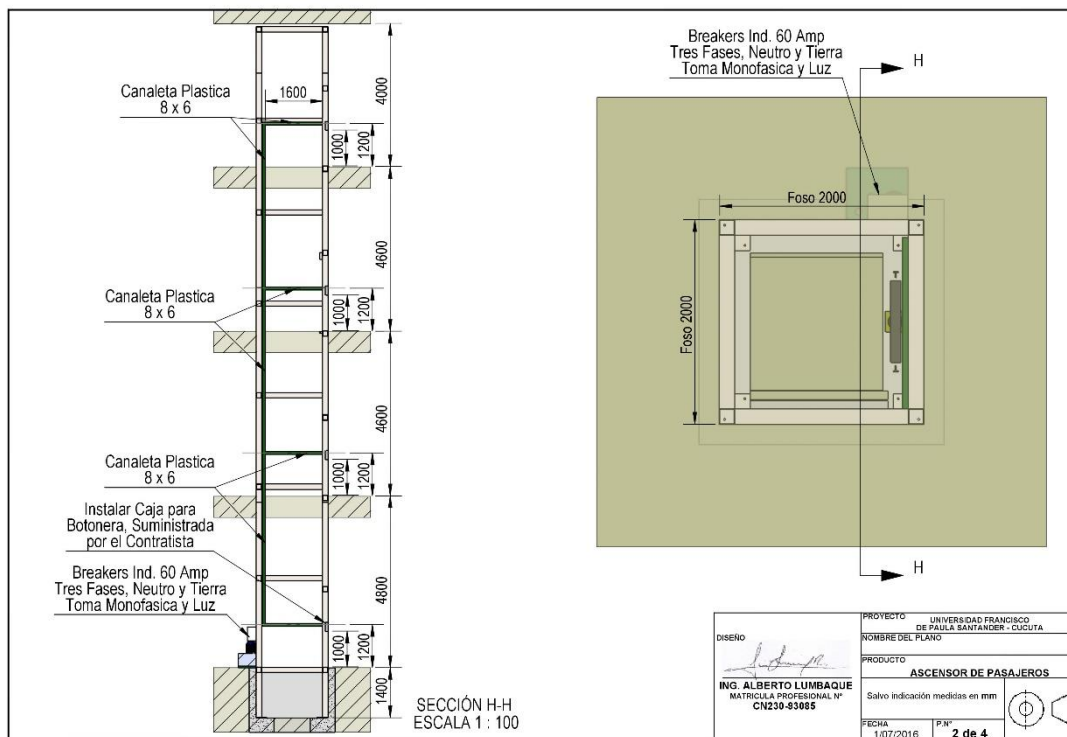 Canaleta Plastica
8 x 6
1600
4000
1000
1200
Canaleta Plastica
8 x 6
4600
1000
1200
Canaleta Plastica
8 x 6
4600
1000
1200
Instalar Caja para
Botonera, Suministrada
por el Contratista
Breakers Ind. 60 Amp
Tres Fases, Neutro y Tierra
Toma Monofasica y Luz
4800
1000
1200
1400
SECCIÓN H-H
ESCALA 1 : 100
Breakers Ind. 60 Amp
Tres Fases, Neutro y Tierra
Toma Monofasica y Luz
H
Foso 2000
Foso 2000
H
DISEÑO
ING. ALBERTO LUMBAQUE
MATRICULA PROFESIONAL Nº
CN230-93085
PROYECTO UNIVERSIDAD FRANCISCO
DE PAULA SANTANDER - CUCUTA
NOMBRE DEL PLANO
PRODUCTO
ASCENSOR DE PASAJEROS
Salvo indicación medidas en mm
FECHA
1/07/2016
P.Nº
2 de 4